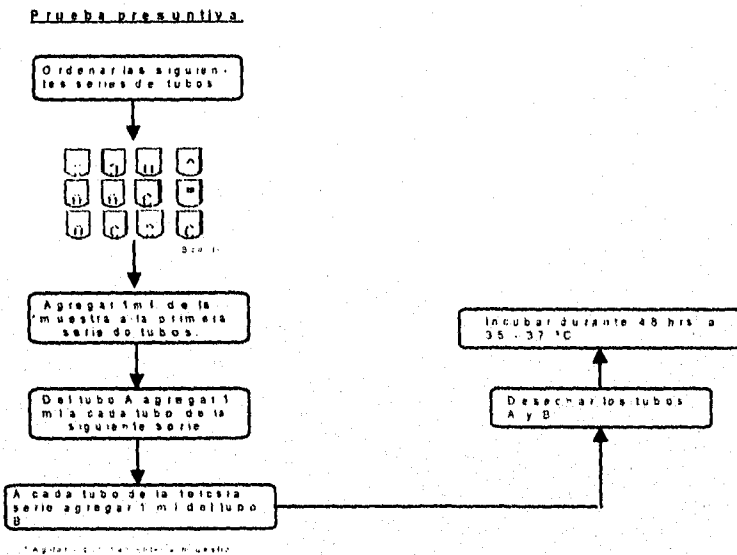 Prueba presuntiva.
Ordenar las siguien-
tes series de tubos
Agregar 1 ml. de la
*muestra a la primera
serie de tubos.
Del tubo A agregar 1
ml a cada tubo de la
siguiente serie
A cada tubo de la tercera
serie agregar 1 ml del tubo
B
Desechar los tubos
A y B
Incubar durante 48 hrs a
35 - 37 °C